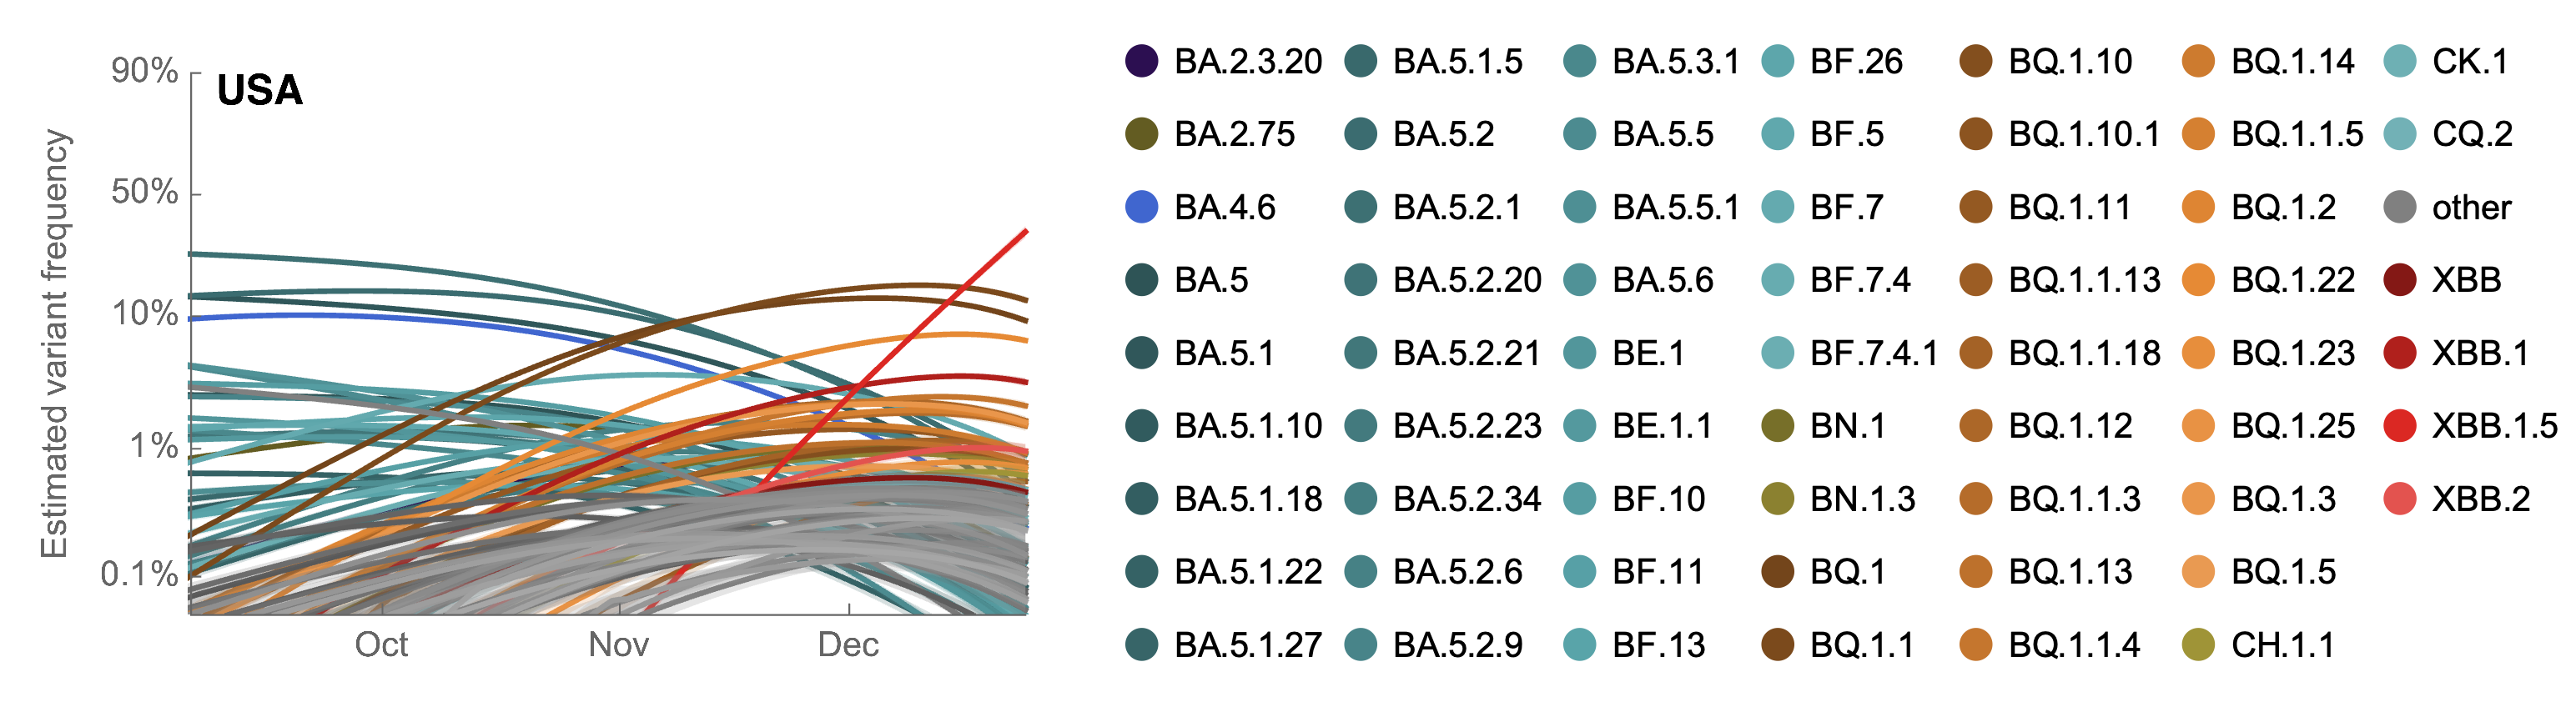 USA
Estimated variant frequency
90%
50%
10%
1%
0.1%
Oct Nov Dec
BA.2.3.20 BA.5.1.5 BA.5.3.1 BF.26 BQ.1.10 BQ.1.14 CK.1
BA.2.75 BA.5.2 BA.5.5 BF.5 BQ.1.10.1 BQ.1.1.5 CQ.2
BA.4.6 BA.5.2.1 BA.5.5.1 BF.7 BQ.1.11 BQ.1.2 other
BA.5 BA.5.2.20 BA.5.6 BF.7.4 BQ.1.1.13 BQ.1.22 XBB
BA.5.1 BA.5.2.21 BE.1 BF.7.4.1 BQ.1.1.18 BQ.1.23 XBB.1
BA.5.1.10 BA.5.2.23 BE.1.1 BN.1 BQ.1.12 BQ.1.25 XBB.1.5
BA.5.1.18 BA.5.2.34 BF.10 BN.1.3 BQ.1.1.3 BQ.1.3 XBB.2
BA.5.1.22 BA.5.2.6 BF.11 BQ.1 BQ.1.13 BQ.1.5
BA.5.1.27 BA.5.2.9 BF.13 BQ.1.1 BQ.1.1.4 CH.1.1